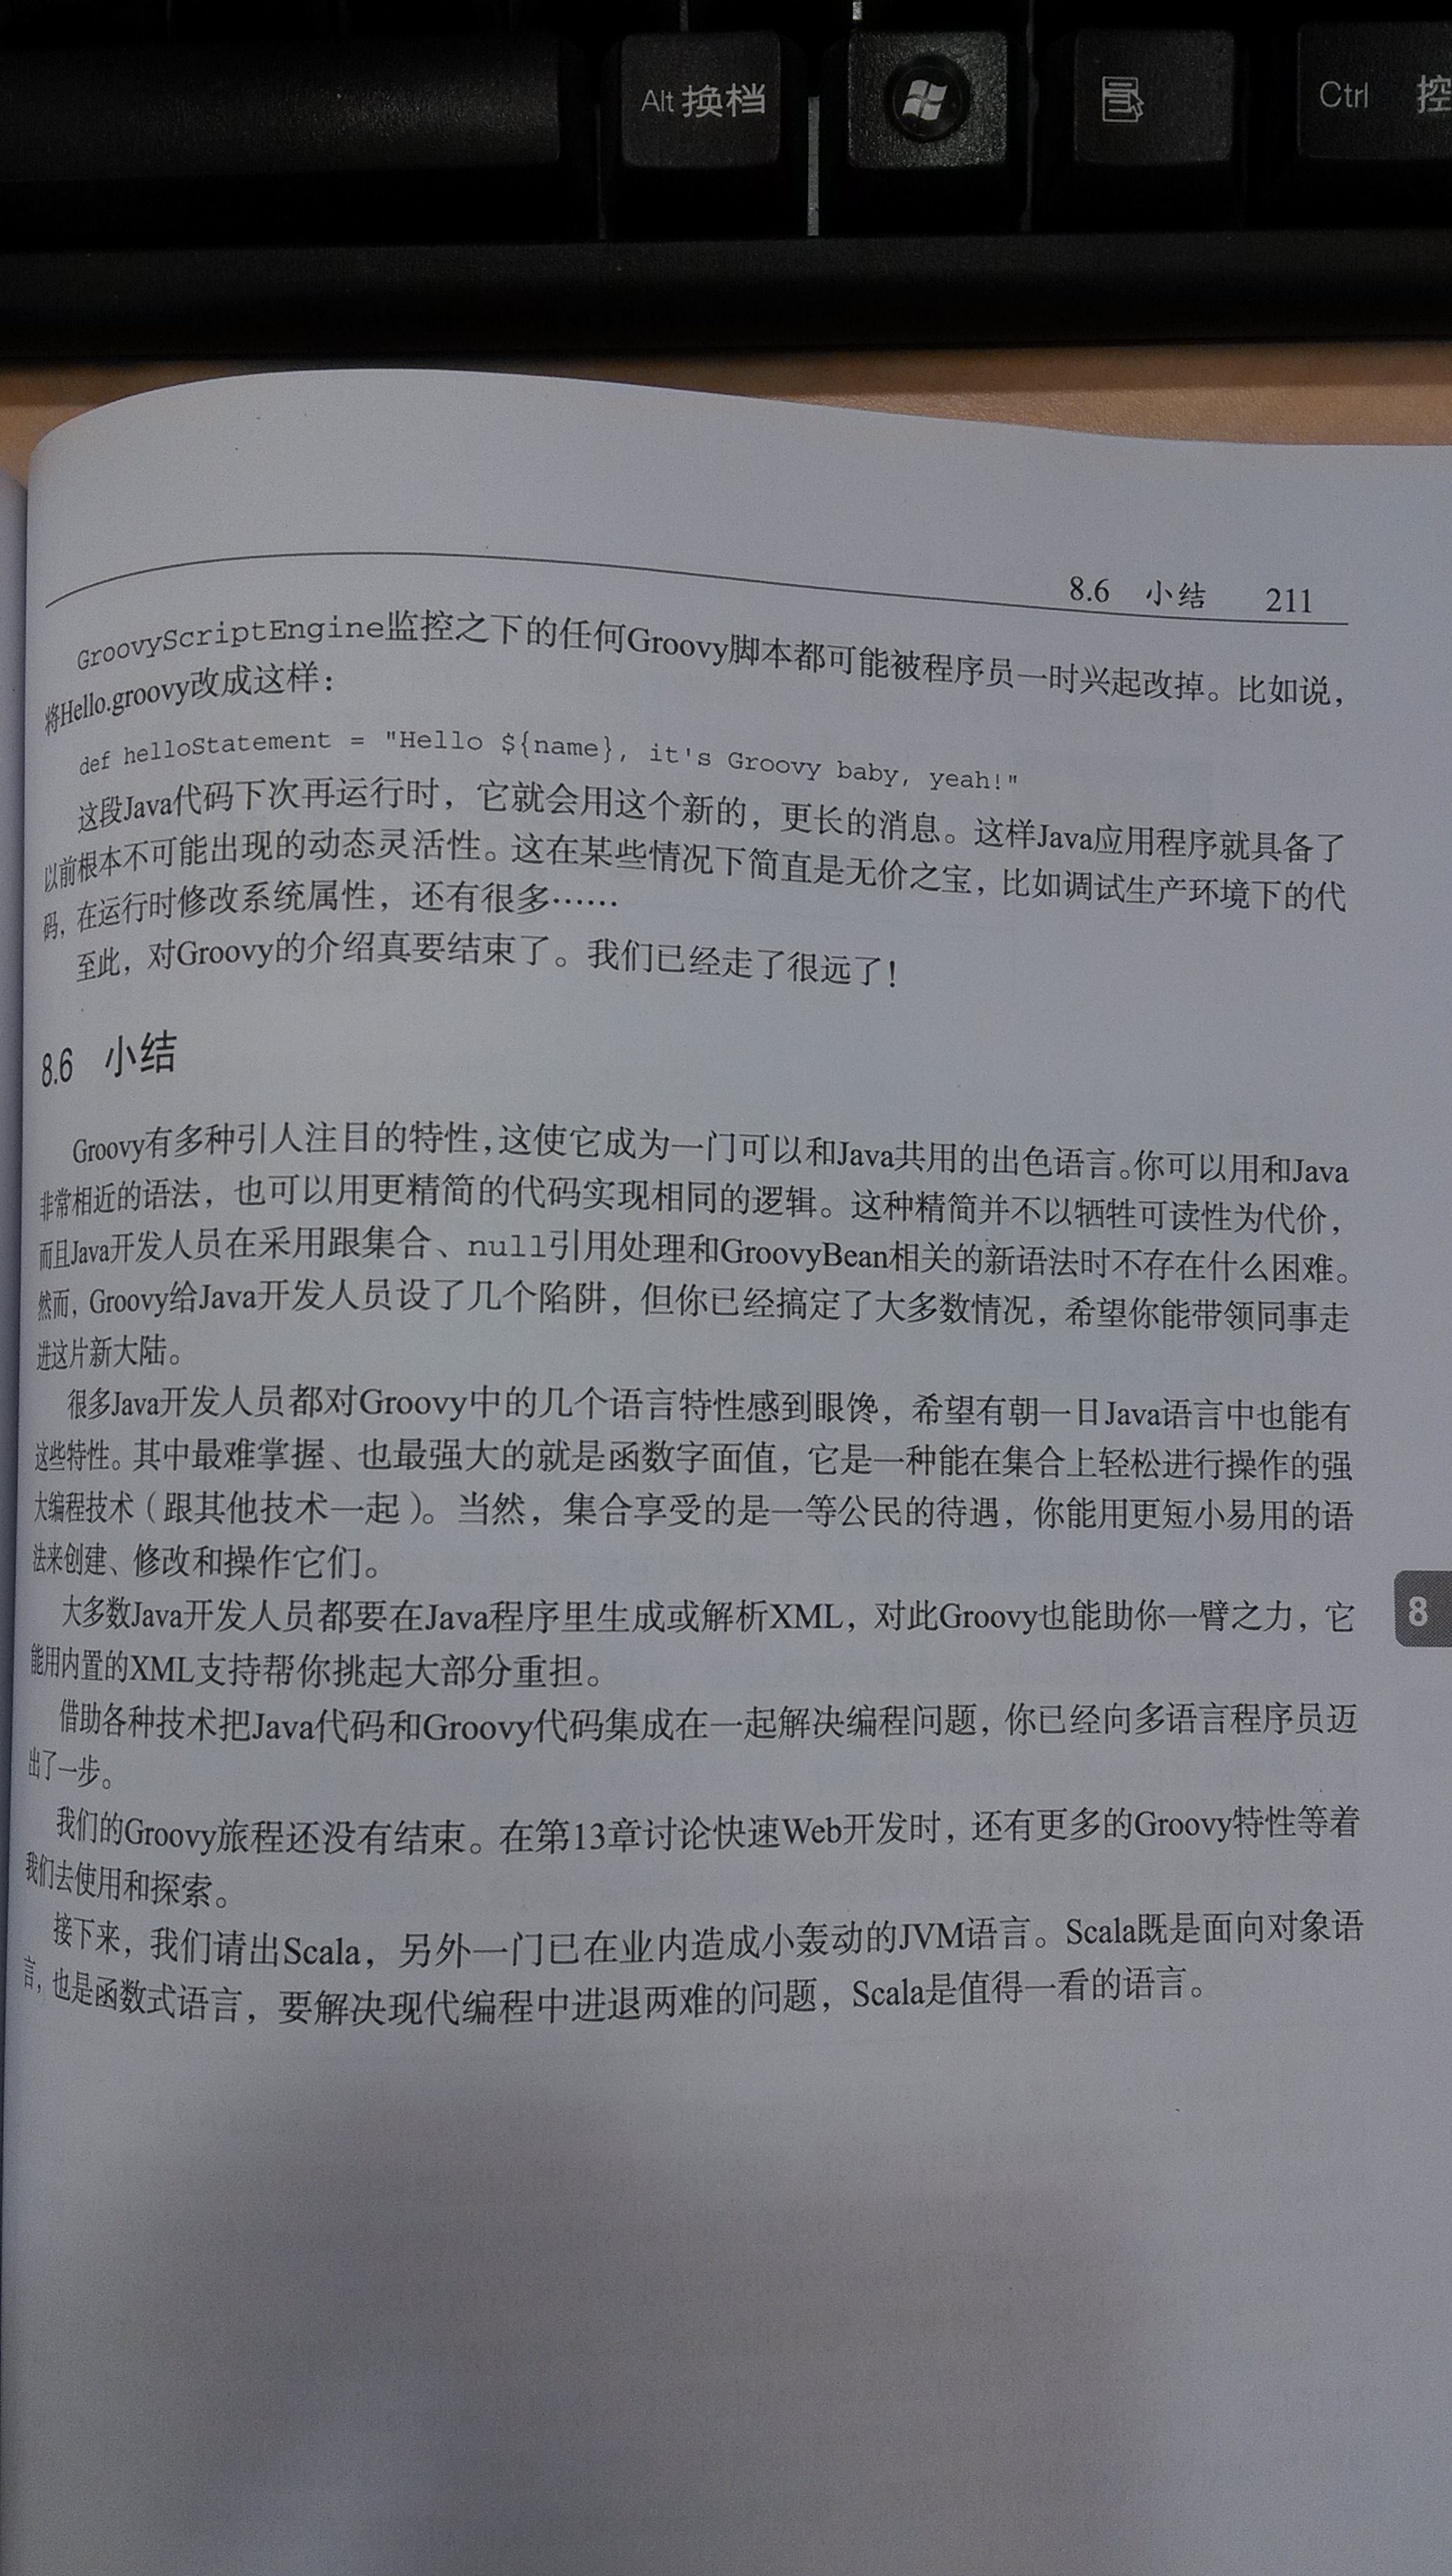 Alt 换档
Ctrl 控
8.6 小结 211
GroovyScriptEngine监控之下的任何Groovy脚本都可能被程序员一时兴起改掉。比如说，
将Hello.groovy改成这样：
def helloStatement = "Hello ${name}, it's Groovy baby, yeah!"
这段Java代码下次再运行时，它就会用这个新的，更长的消息。这样Java应用程序就具备了
以前根本不可能出现的动态灵活性。这在某些情况下简直是无价之宝，比如调试生产环境下的代
码，在运行时修改系统属性，还有很多……
至此，对Groovy的介绍真要结束了。我们已经走了很远了！
8.6 小结
Groovy有多种引人注目的特性，这使它成为一门可以和Java共用的出色语言。你可以用和Java
非常相近的语法，也可以用更精简的代码实现相同的逻辑。这种精简并不以牺牲可读性为代价，
而且Java开发人员在采用跟集合、null引用处理和GroovyBean相关的新语法时不存在什么困难。
然而，Groovy给Java开发人员设了几个陷阱，但你已经搞定了大多数情况，希望你能带领同事走
进这片新大陆。
很多Java开发人员都对Groovy中的几个语言特性感到眼馋，希望有朝一日Java语言中也能有
这些特性。其中最难掌握、也最强大的就是函数字面值，它是一种能在集合上轻松进行操作的强
大编程技术（跟其他技术一起）。当然，集合享受的是一等公民的待遇，你能用更短小易用的语
法来创建、修改和操作它们。
大多数Java开发人员都要在Java程序里生成或解析XML，对此Groovy也能助你一臂之力，它
能用内置的XML支持帮你挑起大部分重担。
借助各种技术把Java代码和Groovy代码集成在一起解决编程问题，你已经向多语言程序员迈
出了一步。
我们的Groovy旅程还没有结束。在第13章讨论快速Web开发时，还有更多的Groovy特性等着
我们去使用和探索。
接下来，我们请出Scala，另外一门已在业内造成小轰动的JVM语言。Scala既是面向对象语
言，也是函数式语言，要解决现代编程中进退两难的问题，Scala是值得一看的语言。
8